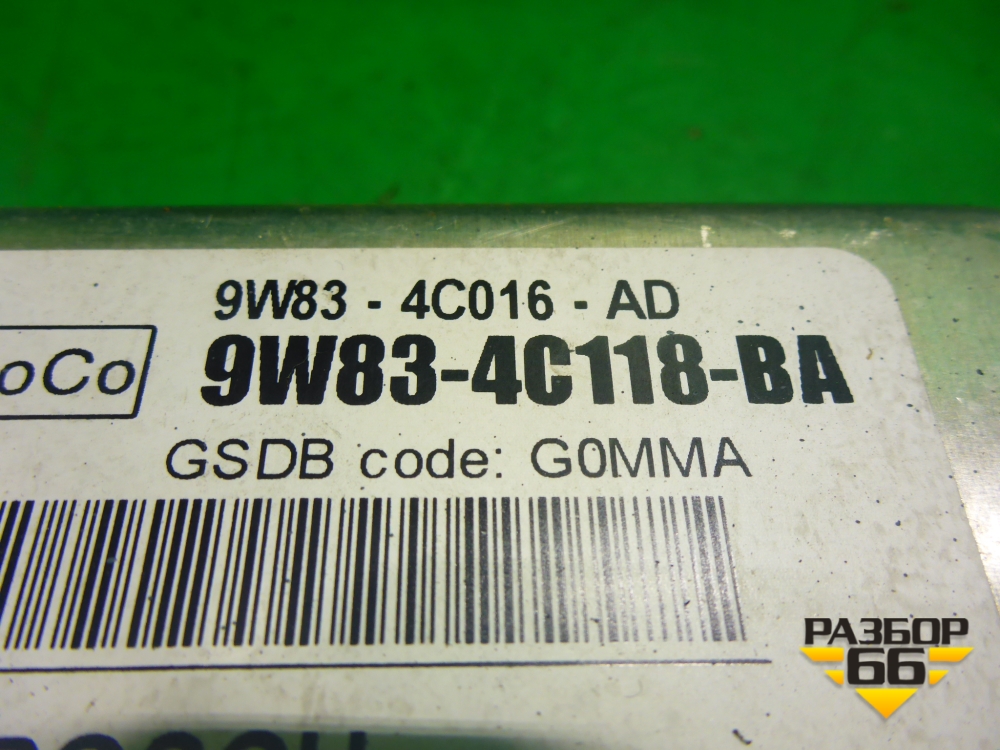 9W83 - 4C016 - AD
oCo
9W83-4C118-BA
GSDB code: G0MMA
РАЗБОР
66